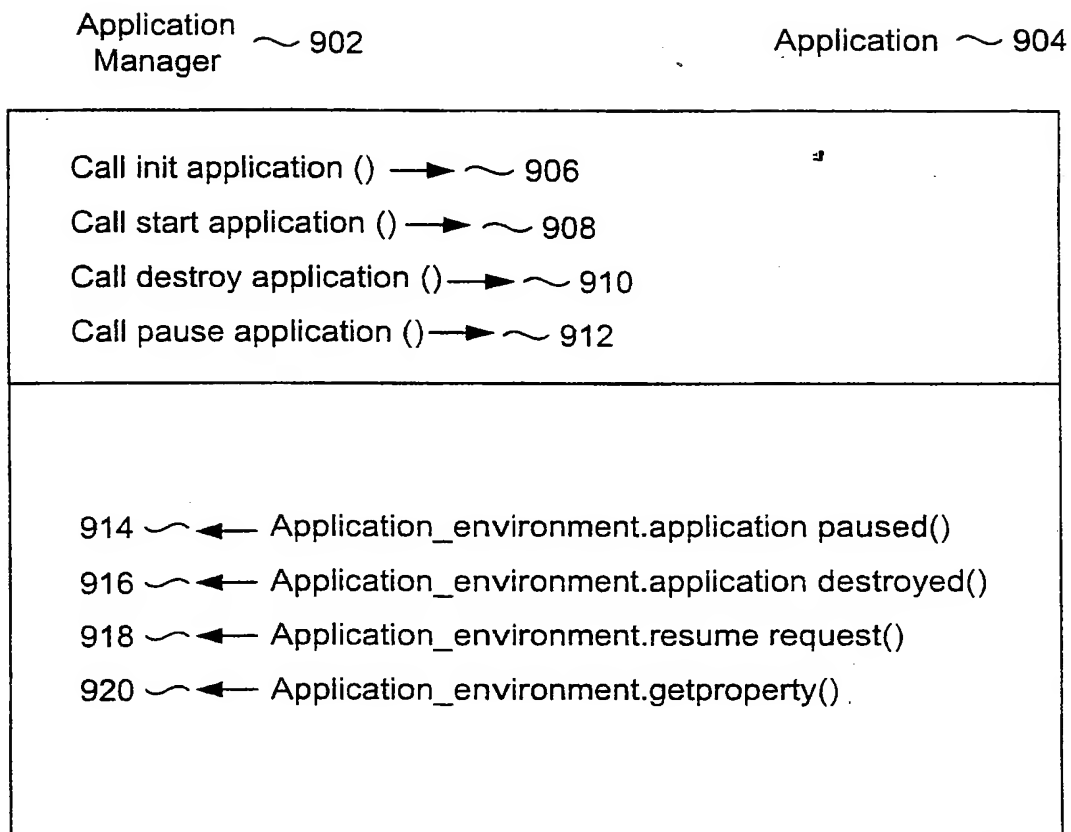 Application Manager 902
Application 904
Call init application () 906
Call start application () 908
Call destroy application () 910
Call pause application () 912
914 Application_environment.application paused()
916 Application_environment.application destroyed()
918 Application_environment.resume request()
920 Application_environment.getproperty()